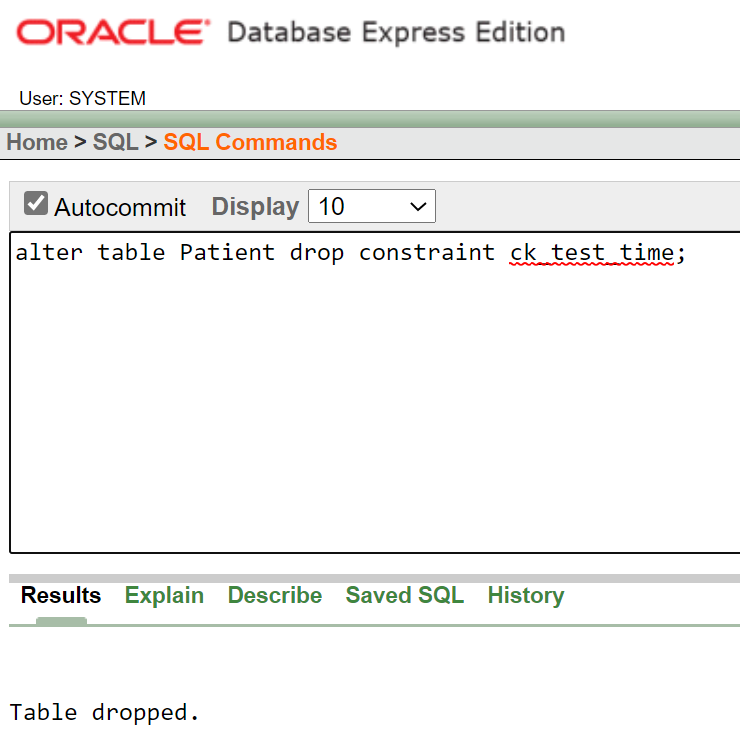 ORACLE® Database Express Edition
User: SYSTEM
Home > SQL > SQL Commands
Autocommit Display 10
alter table Patient drop constraint ck_test_time;
Results Explain Describe Saved SQL History
Table dropped.